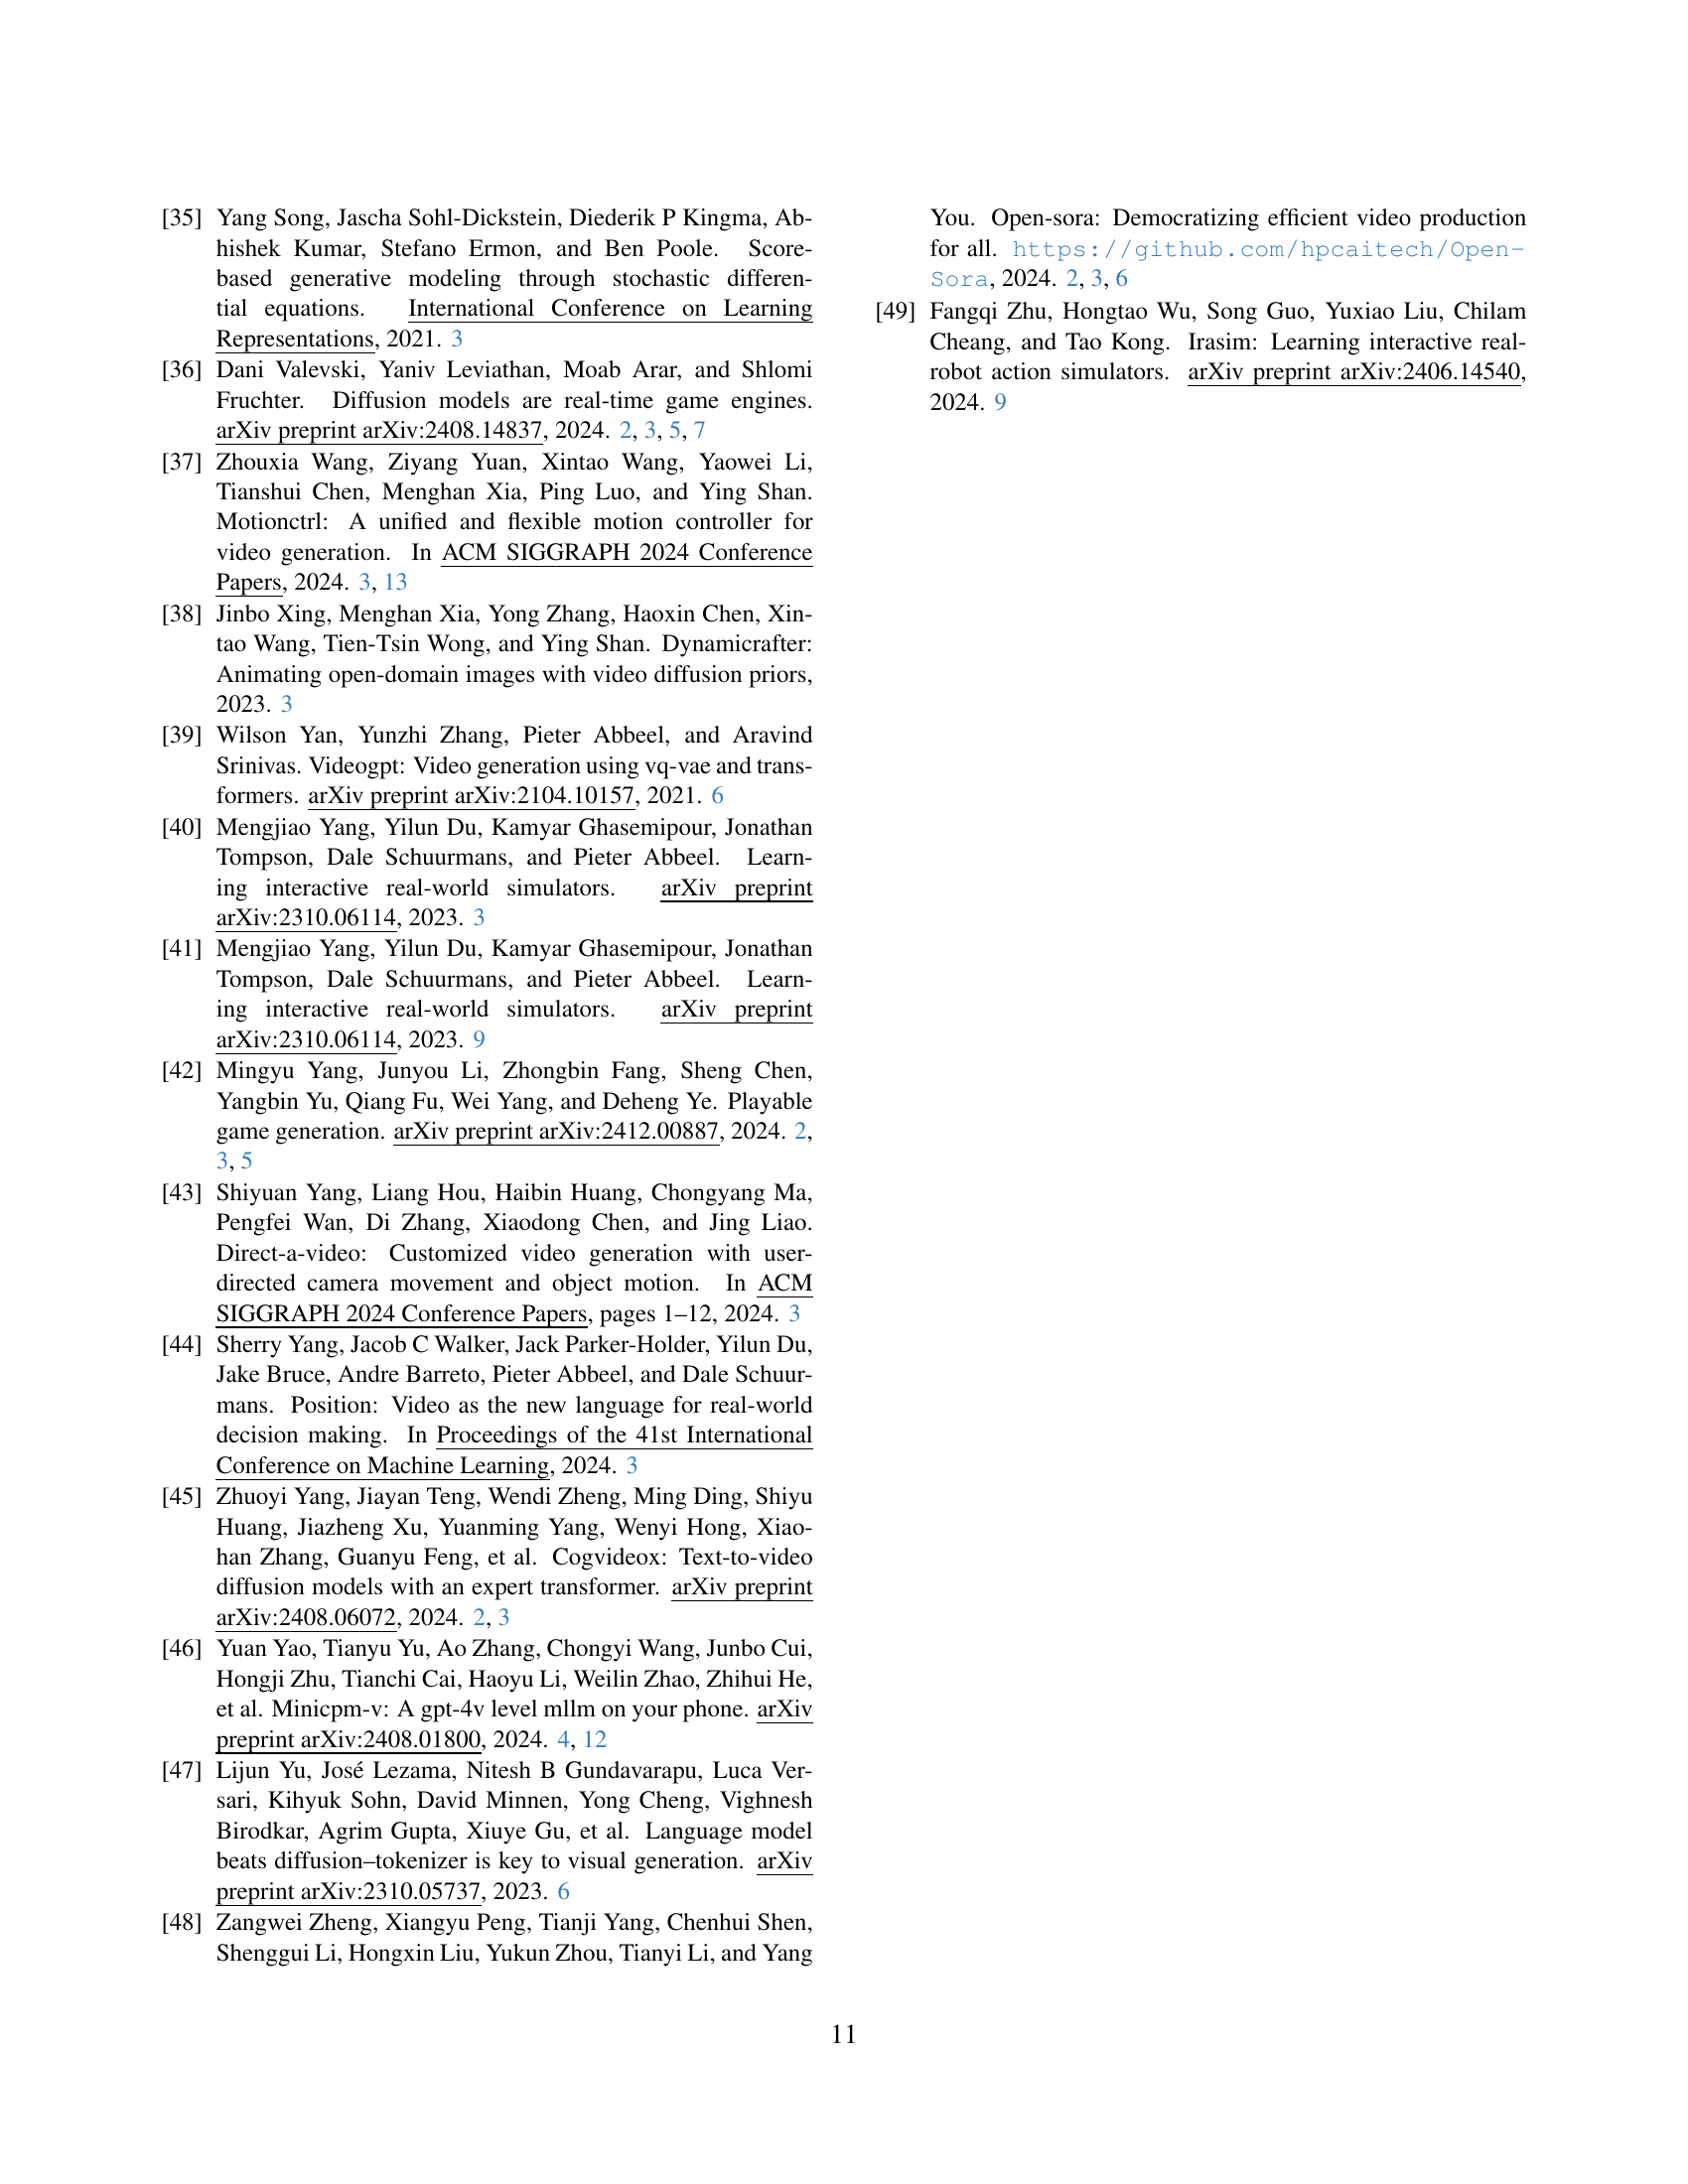 [35] Yang Song, Jascha Sohl-Dickstein, Diederik P Kingma, Ab-
hishek Kumar, Stefano Ermon, and Ben Poole. Score-
based generative modeling through stochastic differen-
tial equations. International Conference on Learning
Representations, 2021. 3
[36] Dani Valevski, Yaniv Leviathan, Moab Arar, and Shlomi
Fruchter. Diffusion models are real-time game engines.
arXiv preprint arXiv:2408.14837, 2024. 2, 3, 5, 7
[37] Zhouxia Wang, Ziyang Yuan, Xintao Wang, Yaowei Li,
Tianshui Chen, Menghan Xia, Ping Luo, and Ying Shan.
Motionctrl: A unified and flexible motion controller for
video generation. In ACM SIGGRAPH 2024 Conference
Papers, 2024. 3, 13
[38] Jinbo Xing, Menghan Xia, Yong Zhang, Haoxin Chen, Xin-
tao Wang, Tien-Tsin Wong, and Ying Shan. Dynamicrafter:
Animating open-domain images with video diffusion priors,
2023. 3
[39] Wilson Yan, Yunzhi Zhang, Pieter Abbeel, and Aravind
Srinivas. Videogpt: Video generation using vq-vae and trans-
formers. arXiv preprint arXiv:2104.10157, 2021. 6
[40] Mengjiao Yang, Yilun Du, Kamyar Ghasemipour, Jonathan
Tompson, Dale Schuurmans, and Pieter Abbeel. Learn-
ing interactive real-world simulators. arXiv preprint
arXiv:2310.06114, 2023. 3
[41] Mengjiao Yang, Yilun Du, Kamyar Ghasemipour, Jonathan
Tompson, Dale Schuurmans, and Pieter Abbeel. Learn-
ing interactive real-world simulators. arXiv preprint
arXiv:2310.06114, 2023. 9
[42] Mingyu Yang, Junyou Li, Zhongbin Fang, Sheng Chen,
Yangbin Yu, Qiang Fu, Wei Yang, and Deheng Ye. Playable
game generation. arXiv preprint arXiv:2412.00887, 2024. 2,
3, 5
[43] Shiyuan Yang, Liang Hou, Haibin Huang, Chongyang Ma,
Pengfei Wan, Di Zhang, Xiaodong Chen, and Jing Liao.
Direct-a-video: Customized video generation with user-
directed camera movement and object motion. In ACM
SIGGRAPH 2024 Conference Papers, pages 1–12, 2024. 3
[44] Sherry Yang, Jacob C Walker, Jack Parker-Holder, Yilun Du,
Jake Bruce, Andre Barreto, Pieter Abbeel, and Dale Schuur-
mans. Position: Video as the new language for real-world
decision making. In Proceedings of the 41st International
Conference on Machine Learning, 2024. 3
[45] Zhuoyi Yang, Jiayan Teng, Wendi Zheng, Ming Ding, Shiyu
Huang, Jiazheng Xu, Yuanming Yang, Wenyi Hong, Xiao-
han Zhang, Guanyu Feng, et al. Cogvideox: Text-to-video
diffusion models with an expert transformer. arXiv preprint
arXiv:2408.06072, 2024. 2, 3
[46] Yuan Yao, Tianyu Yu, Ao Zhang, Chongyi Wang, Junbo Cui,
Hongji Zhu, Tianchi Cai, Haoyu Li, Weilin Zhao, Zhihui He,
et al. Minicpm-v: A gpt-4v level mllm on your phone. arXiv
preprint arXiv:2408.01800, 2024. 4, 12
[47] Lijun Yu, José Lezama, Nitesh B Gundavarapu, Luca Ver-
sari, Kihyuk Sohn, David Minnen, Yong Cheng, Vighnesh
Birodkar, Agrim Gupta, Xiuye Gu, et al. Language model
beats diffusion–tokenizer is key to visual generation. arXiv
preprint arXiv:2310.05737, 2023. 6
[48] Zangwei Zheng, Xiangyu Peng, Tianji Yang, Chenhui Shen,
Shenggui Li, Hongxin Liu, Yukun Zhou, Tianyi Li, and Yang
You. Open-sora: Democratizing efficient video production
for all. https://github.com/hpcaitech/Open-
Sora, 2024. 2, 3, 6
[49] Fangqi Zhu, Hongtao Wu, Song Guo, Yuxiao Liu, Chilam
Cheang, and Tao Kong. Irasim: Learning interactive real-
robot action simulators. arXiv preprint arXiv:2406.14540,
2024. 9
11